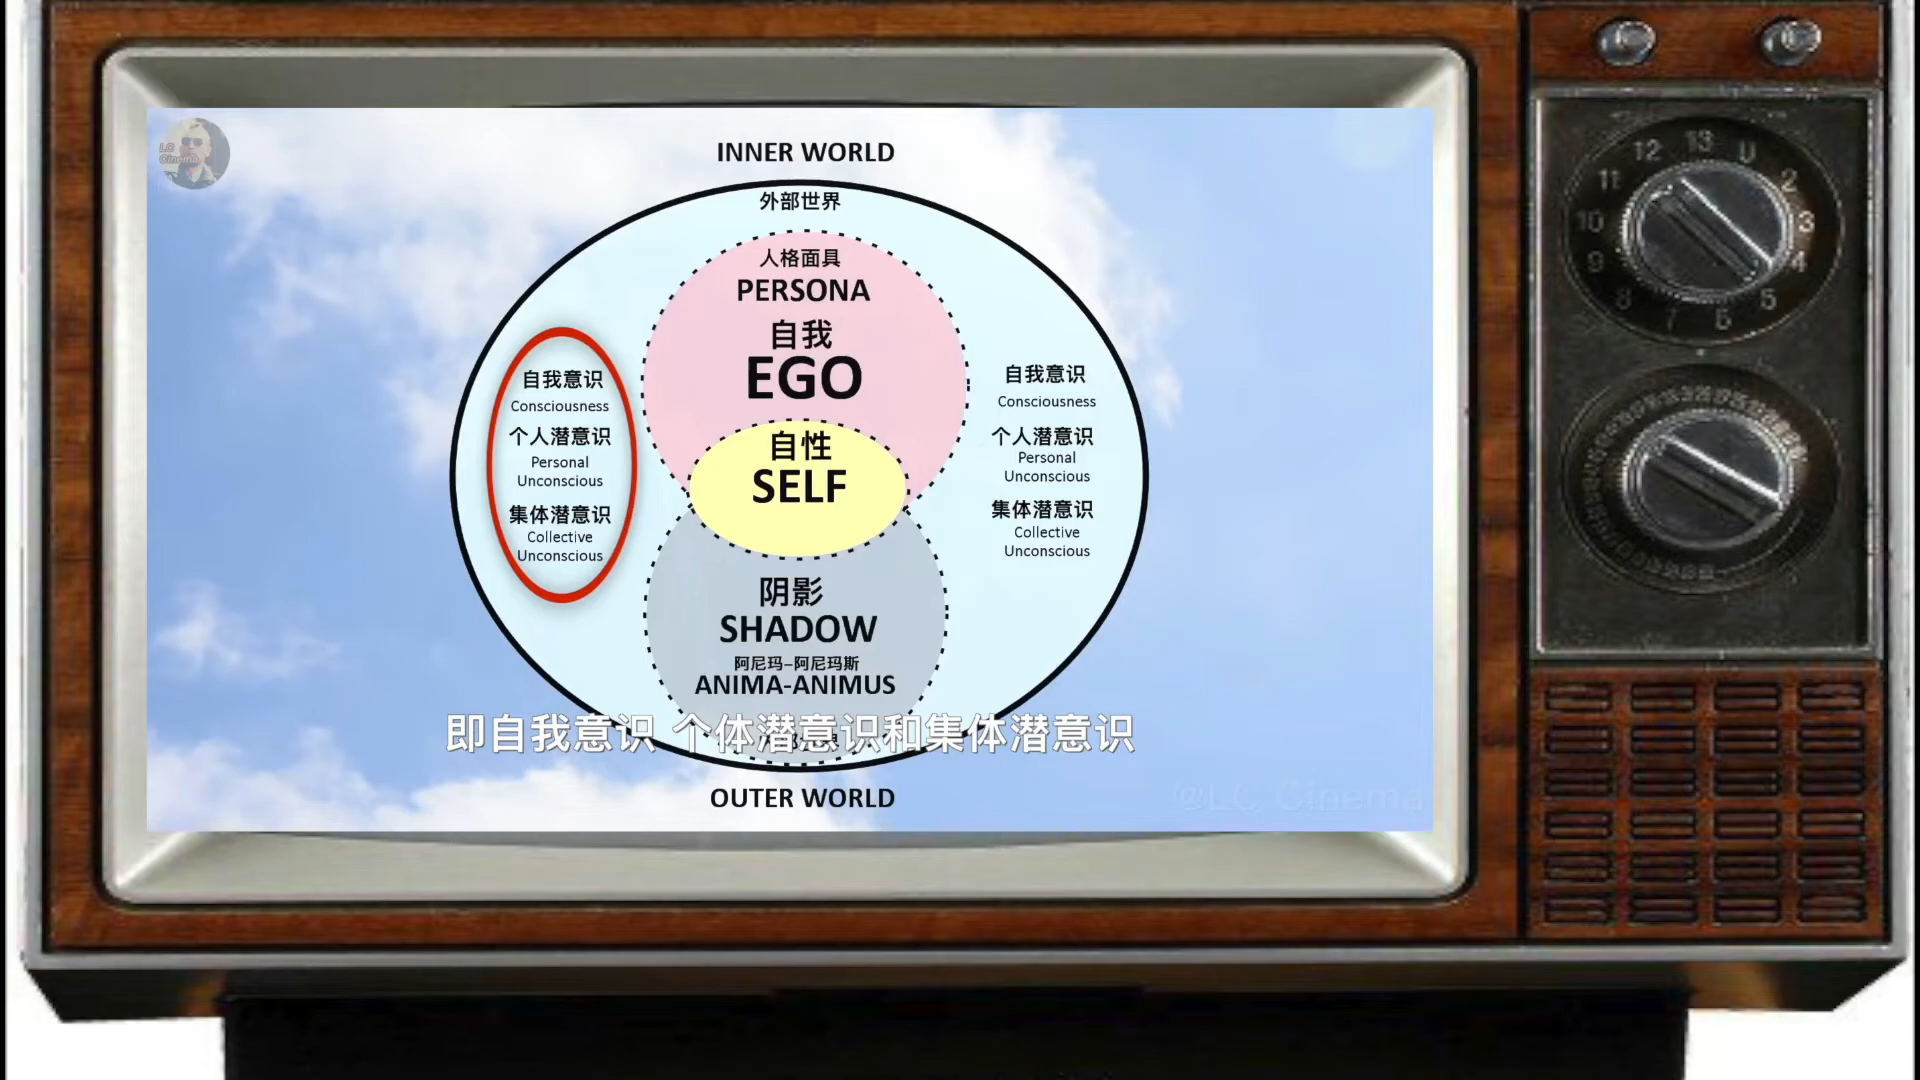 LC
Cinema
INNER WORLD
外部世界
人格面具
PERSONA
自我
EGO
自性
SELF
阴影
SHADOW
阿尼玛-阿尼玛斯
ANIMA-ANIMUS
自我意识
Consciousness
个人潜意识
Personal
Unconscious
集体潜意识
Collective
Unconscious
自我意识
Consciousness
个人潜意识
Personal
Unconscious
集体潜意识
Collective
Unconscious
即自我意识 个体潜意识和集体潜意识
OUTER WORLD
@LC Cinema
12 13 U 2 3 4 5 6 7 8 9 10 11